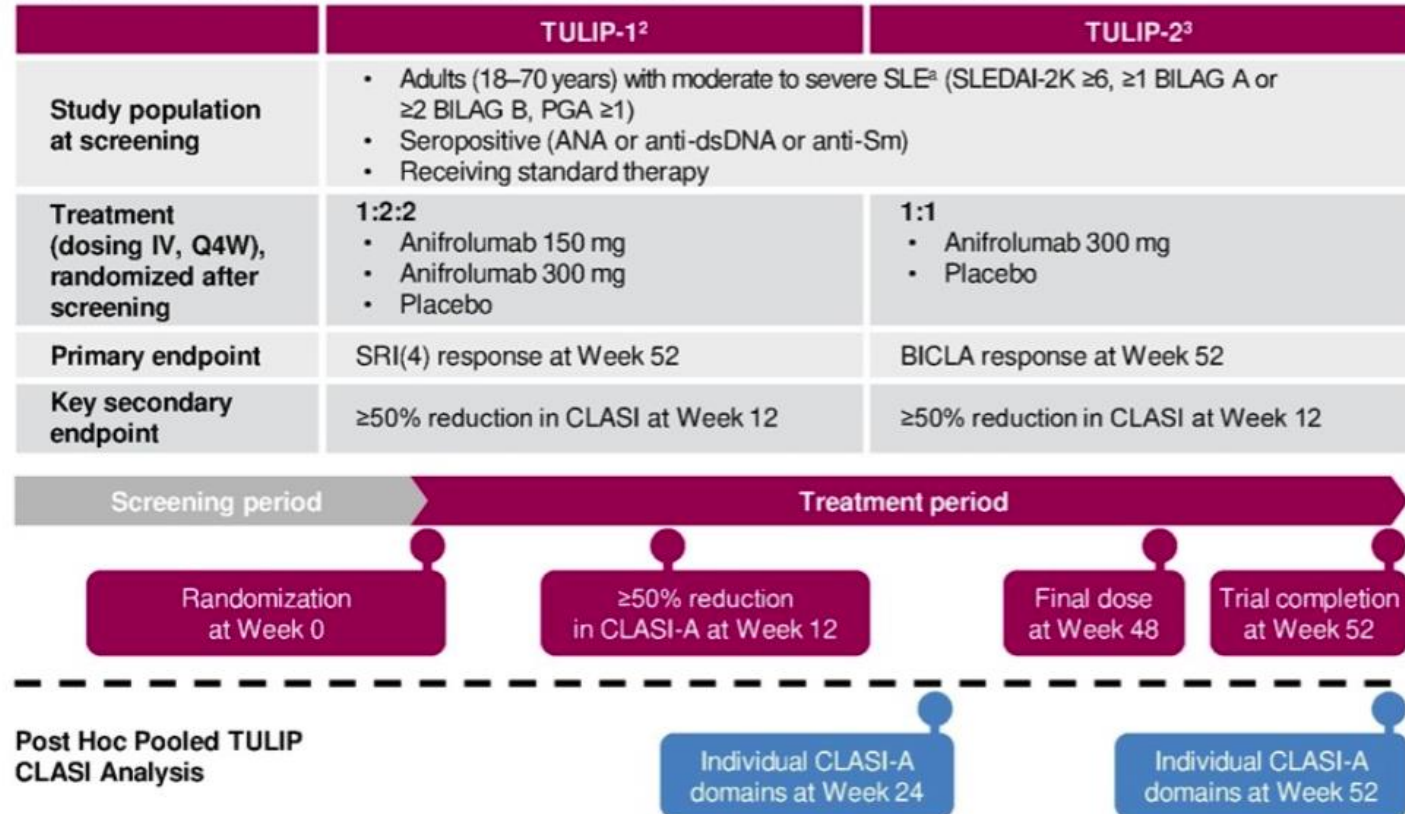 TULIP-1²
TULIP-2³
Study population
at screening
• Adults (18–70 years) with moderate to severe SLEᵃ (SLEDAI-2K ≥6, ≥1 BILAG A or
≥2 BILAG B, PGA ≥1)
• Seropositive (ANA or anti-dsDNA or anti-Sm)
• Receiving standard therapy
Treatment
(dosing IV, Q4W),
randomized after
screening
1:2:2
• Anifrolumab 150 mg
• Anifrolumab 300 mg
• Placebo
1:1
• Anifrolumab 300 mg
• Placebo
Primary endpoint
SRI(4) response at Week 52
BICLA response at Week 52
Key secondary
endpoint
≥50% reduction in CLASI at Week 12
≥50% reduction in CLASI at Week 12
Screening period
Treatment period
Randomization
at Week 0
≥50% reduction
in CLASI-A at Week 12
Final dose
at Week 48
Trial completion
at Week 52
Post Hoc Pooled TULIP
CLASI Analysis
Individual CLASI-A
domains at Week 24
Individual CLASI-A
domains at Week 52